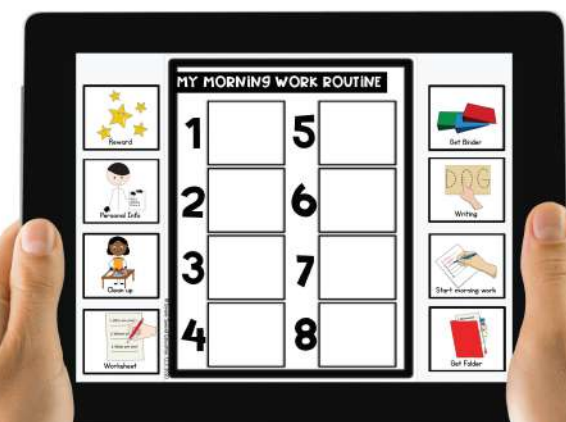 MY MORNING WORK ROUTINE
Reward
Personal Info
Clean up
Worksheet
1
2
3
4
5
6
7
8
Get Binder
DOG
Writing
Start morning work
Get Folder